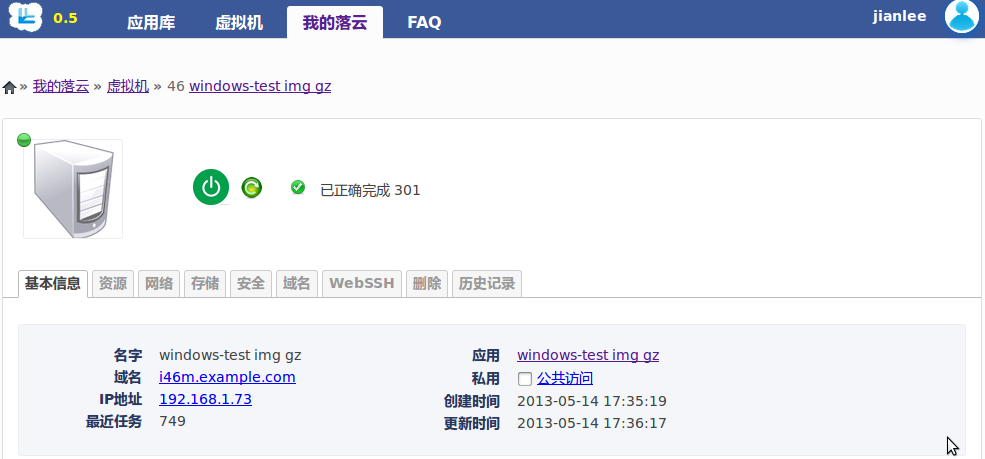 0.5 应用库 虚拟机 我的落云 FAQ jianlee
» 我的落云 » 虚拟机 » 46 windows-test img gz
已正确完成 301
基本信息 资源 网络 存储 安全 域名 WebSSH 删除 历史记录
名字 windows-test img gz 应用 windows-test img gz
域名 i46m.example.com 私用 公共访问
IP地址 192.168.1.73 创建时间 2013-05-14 17:35:19
最近任务 749 更新时间 2013-05-14 17:36:17